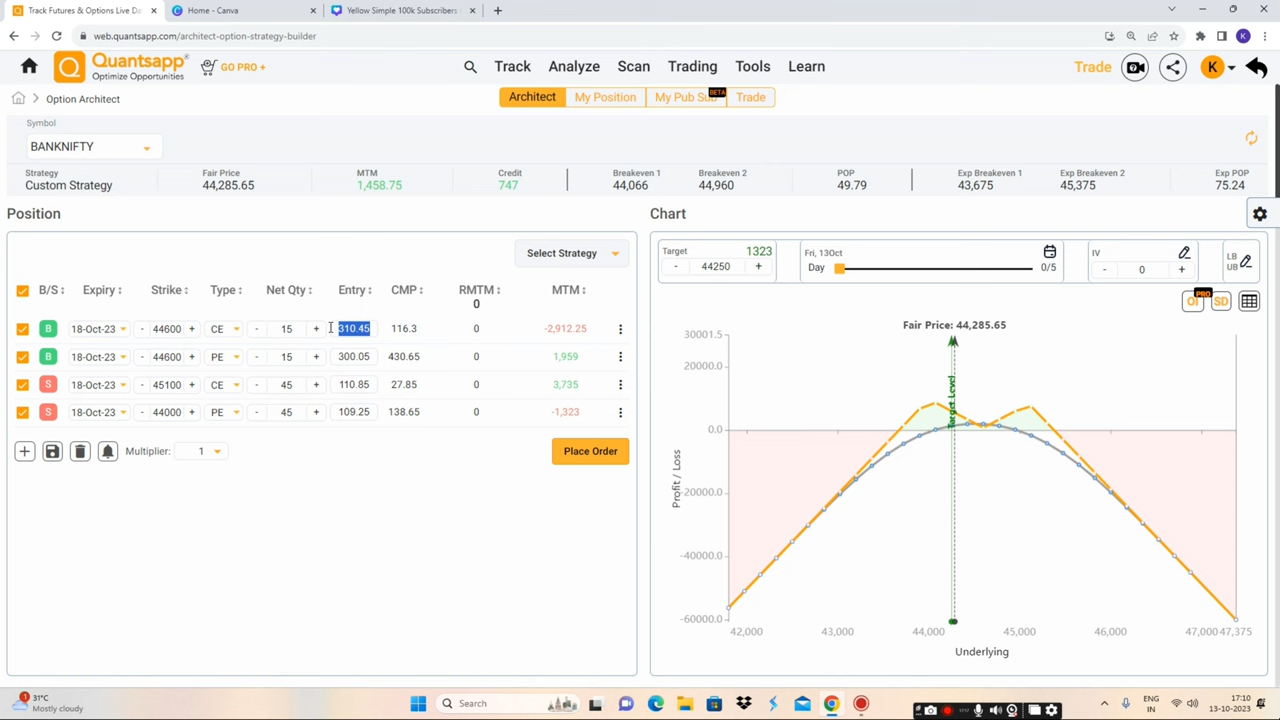 Track Futures & Options Live Da
Home - Canva
Yellow Simple 100k Subscribers
web.quantsapp.com/architect-option-strategy-builder
Quantsapp
Optimize Opportunities
GO PRO +
Track
Analyze
Scan
Trading
Tools
Learn
Trade
K
Option Architect
Architect
My Position
My Pub Sub
BETA
Trade
Symbol
BANKNIFTY
Strategy Fair Price MTM Credit Breakeven 1 Breakeven 2 POP Exp Breakeven 1 Exp Breakeven 2 Exp POP
Custom Strategy 44,285.65 1,458.75 747 44,066 44,960 49.79 43,675 45,375 75.24
Position
Select Strategy
B/S Expiry Strike Type Net Qty Entry CMP RMTM MTM
0
B 18-Oct-23 - 44600 + CE - 15 + 310.45 116.3 0 -2,912.25
B 18-Oct-23 - 44600 + PE - 15 + 300.05 430.65 0 1,959
S 18-Oct-23 - 45100 + CE - 45 + 110.85 27.85 0 3,735
S 18-Oct-23 - 44000 + PE - 45 + 109.25 138.65 0 -1,323
Multiplier: 1
Place Order
Chart
Target 1323
- 44250 +
Fri, 13Oct
Day 0/5
IV
- 0 +
LB
UB
OI
PRO
SD
Fair Price: 44,285.65
30001.5
20000.0
0.0
-20000.0
-40000.0
-60000.0
Profit / Loss
Target Level
42,000 43,000 44,000 45,000 46,000 47,000 47,375
Underlying
1
31°C
Mostly cloudy
Search
ENG
IN
17:10
13-10-2023